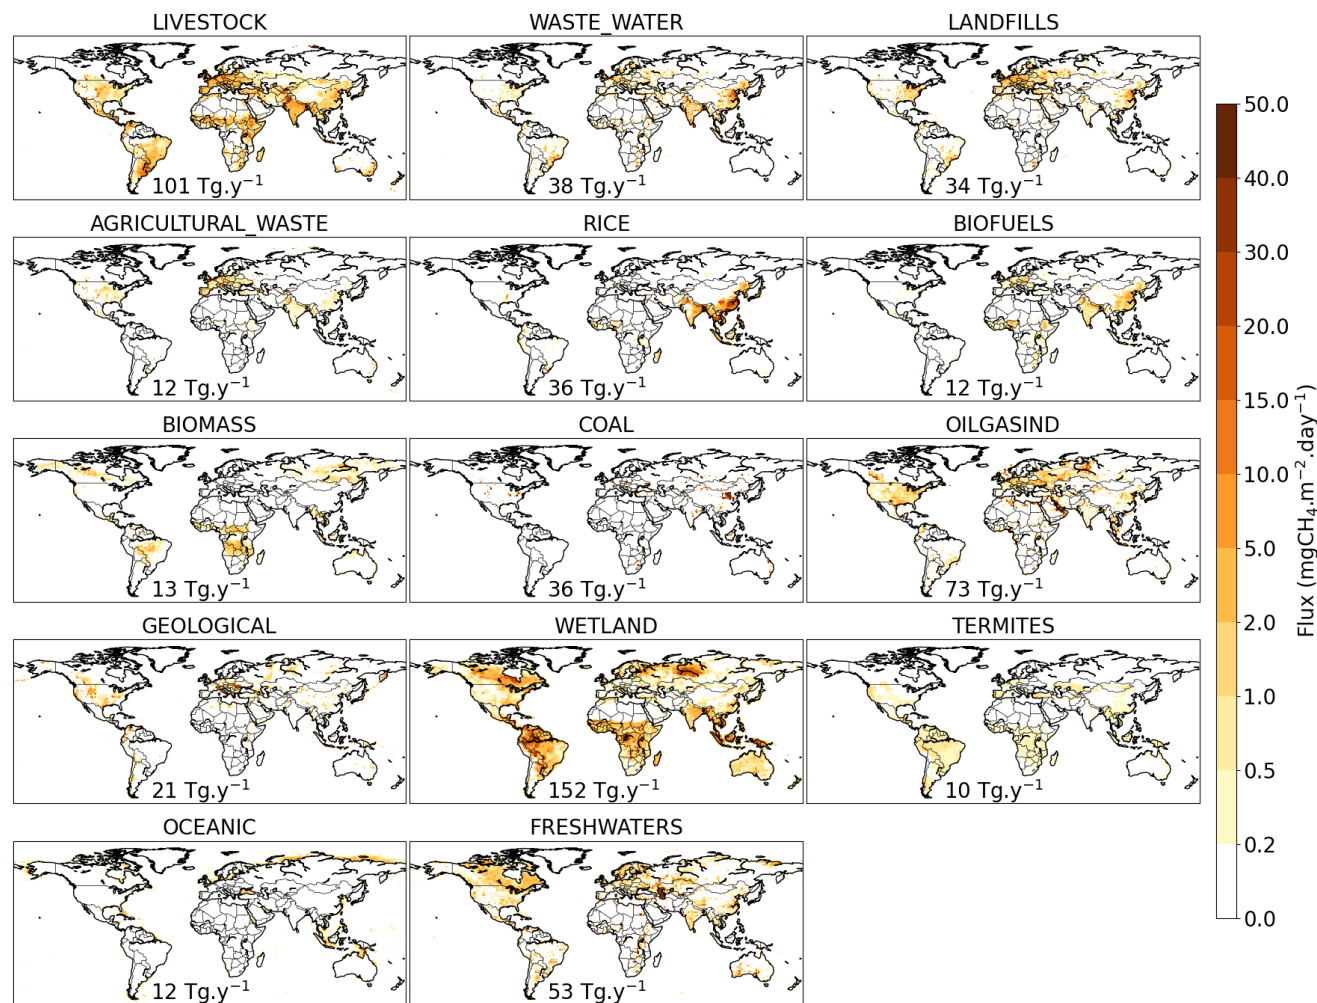 LIVESTOCK
101 Tg.y⁻¹
WASTE_WATER
38 Tg.y⁻¹
LANDFILLS
34 Tg.y⁻¹
AGRICULTURAL_WASTE
12 Tg.y⁻¹
RICE
36 Tg.y⁻¹
BIOFUELS
12 Tg.y⁻¹
BIOMASS
13 Tg.y⁻¹
COAL
36 Tg.y⁻¹
OILGASIND
73 Tg.y⁻¹
GEOLOGICAL
21 Tg.y⁻¹
WETLAND
152 Tg.y⁻¹
TERMITES
10 Tg.y⁻¹
OCEANIC
12 Tg.y⁻¹
FRESHWATERS
53 Tg.y⁻¹
50.0
40.0
30.0
20.0
15.0
10.0
5.0
2.0
1.0
0.5
0.2
0.0
Flux (mgCH₄.m⁻².day⁻¹)